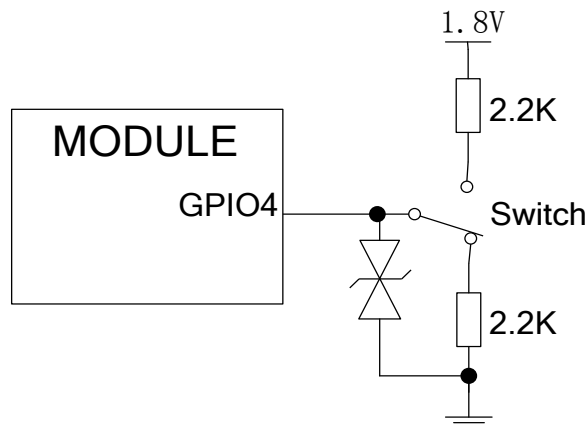 1.8V
2.2K
MODULE
GPIO4
Switch
2.2K